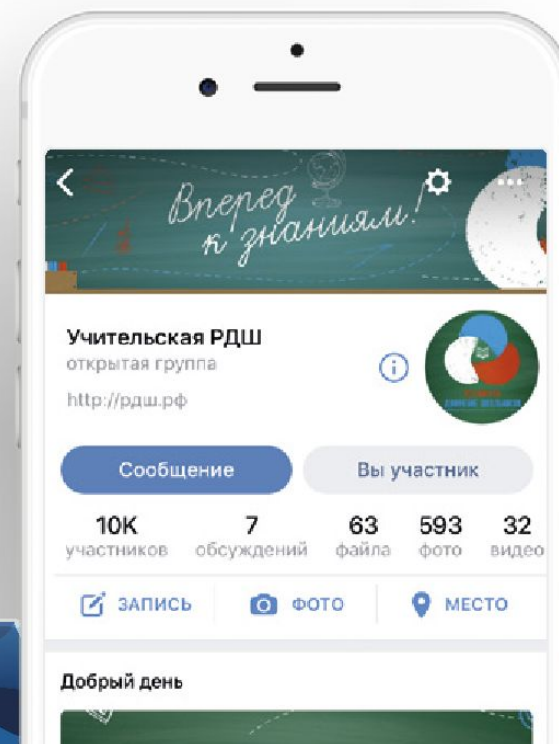 Вперед
к знаниям!
Учительская РДШ
открытая группа
http://рдш.рф
Сообщение Вы участник
10K 7 63 593 32
участников обсуждений файла фото видео
ЗАПИСЬ ФОТО МЕСТО
Добрый день